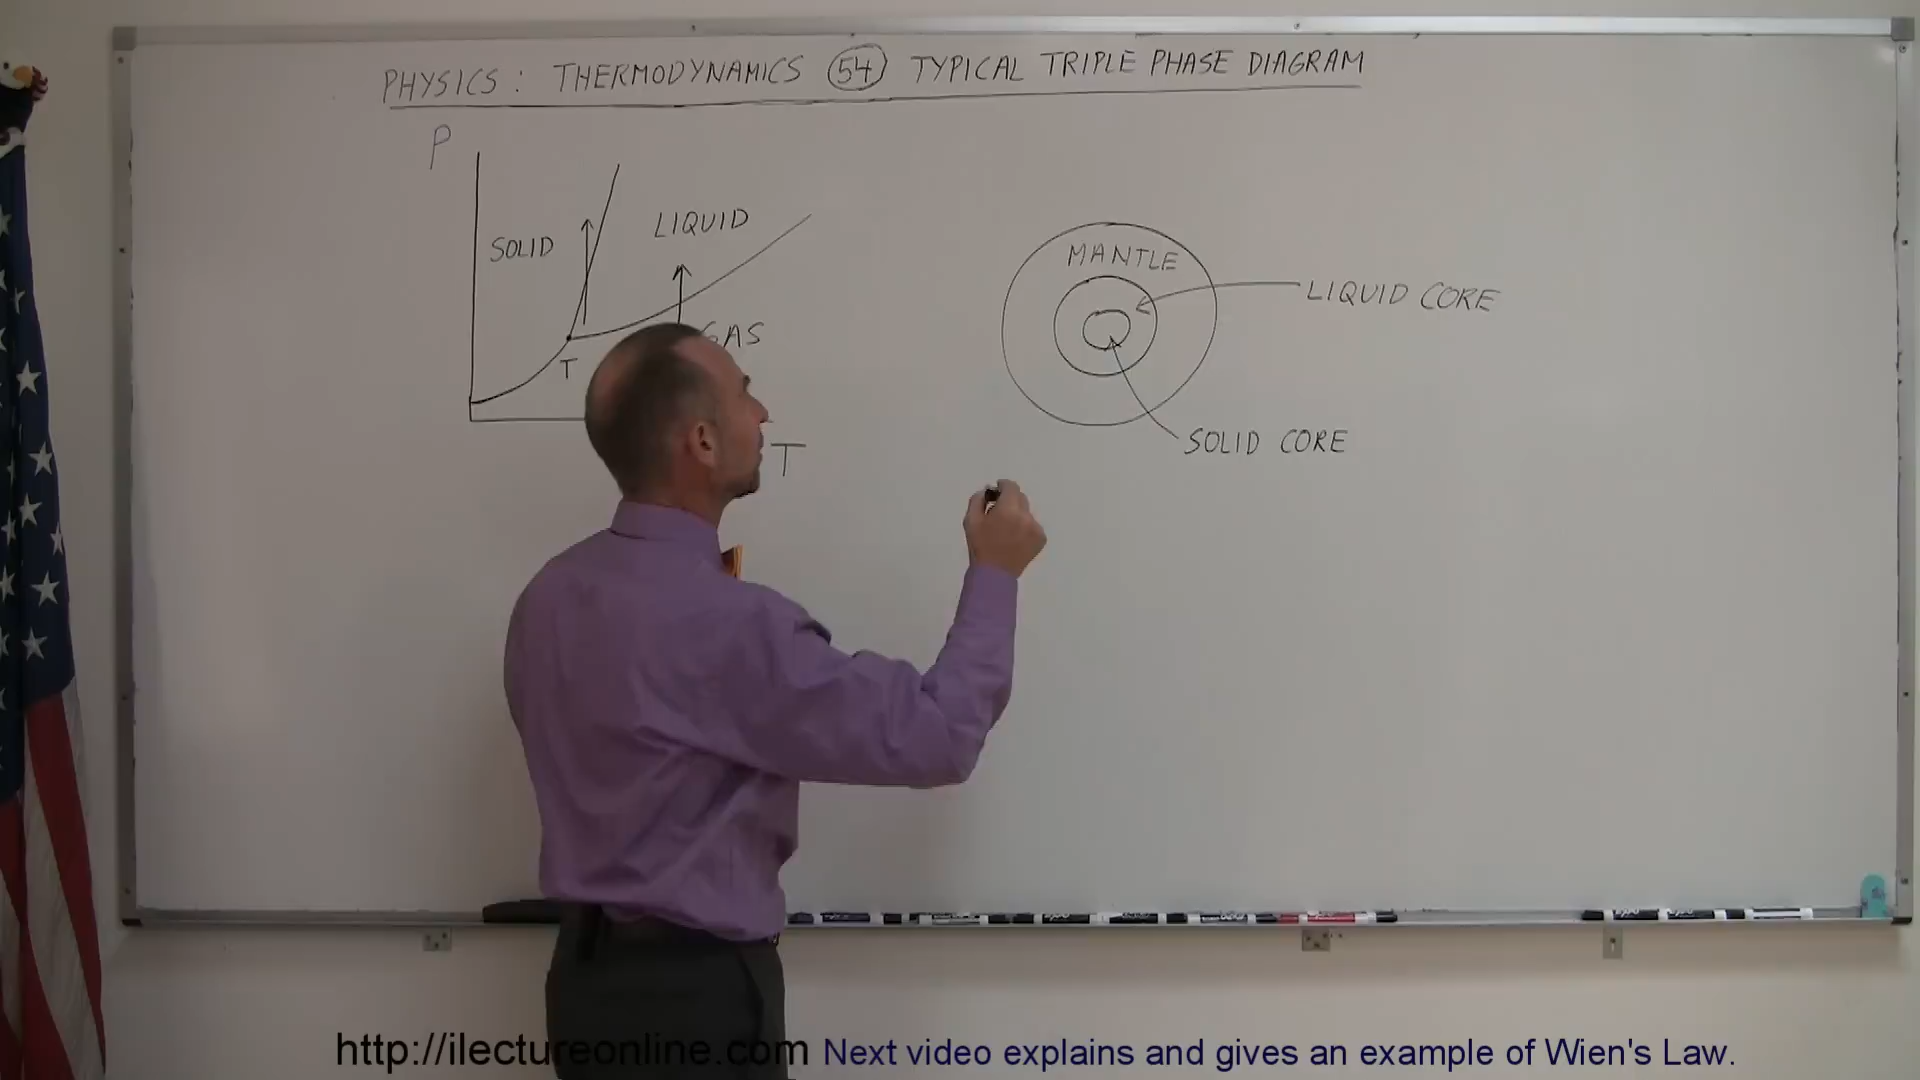 PHYSICS: THERMODYNAMICS 54 TYPICAL TRIPLE PHASE DIAGRAM
P
SOLID
LIQUID
GAS
T
T
MANTLE
LIQUID CORE
SOLID CORE
http://ilectureonline.com Next video explains and gives an example of Wien's Law.